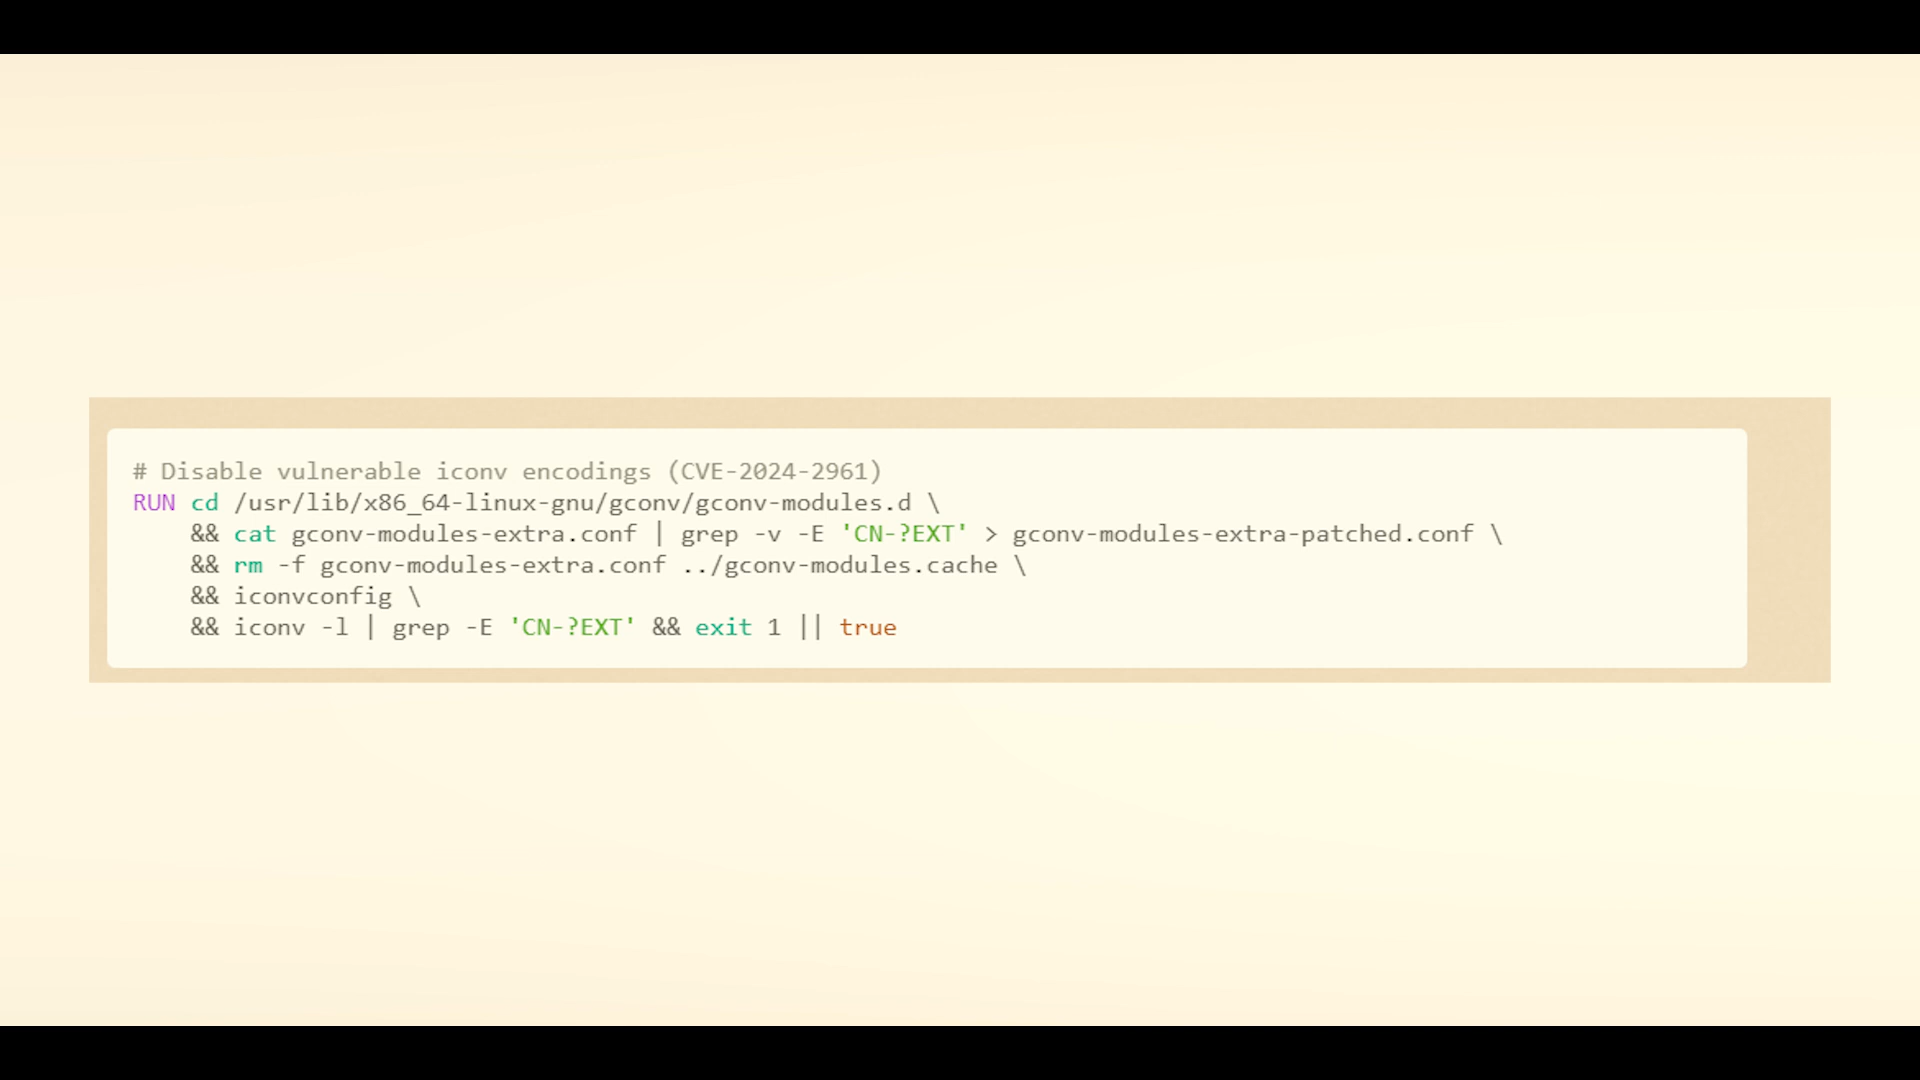 # Disable vulnerable iconv encodings (CVE-2024-2961)
RUN cd /usr/lib/x86_64-linux-gnu/gconv/gconv-modules.d \
    && cat gconv-modules-extra.conf | grep -v -E 'CN-?EXT' > gconv-modules-extra-patched.conf \
    && rm -f gconv-modules-extra.conf ../gconv-modules.cache \
    && iconvconfig \
    && iconv -l | grep -E 'CN-?EXT' && exit 1 || true